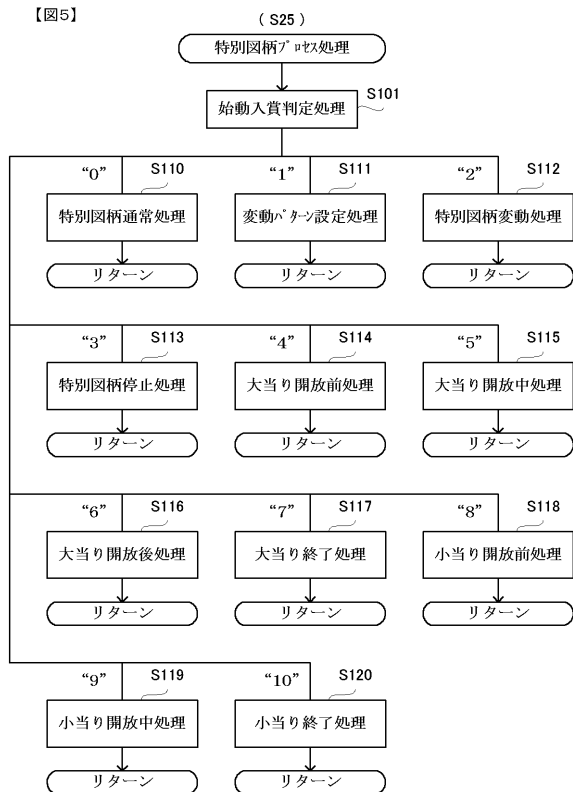 【図5】
( S25 )
特別図柄プロセス処理
S101
始動入賞判定処理
“0” S110 “1” S111 “2” S112
特別図柄通常処理 変動パターン設定処理 特別図柄変動処理
リターン リターン リターン
“3” S113 “4” S114 “5” S115
特別図柄停止処理 大当り開放前処理 大当り開放中処理
リターン リターン リターン
“6” S116 “7” S117 “8” S118
大当り開放後処理 大当り終了処理 小当り開放前処理
リターン リターン リターン
“9” S119 “10” S120
小当り開放中処理 小当り終了処理
リターン リターン